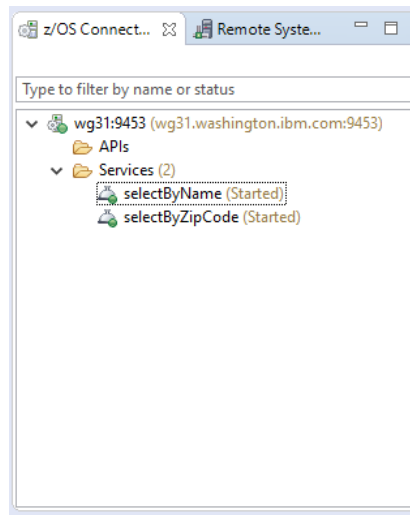 z/OS Connect... Remote Syste...
Type to filter by name or status
wg31:9453 (wg31.washington.ibm.com:9453)
APIs
Services (2)
selectByName (Started)
selectByZipCode (Started)